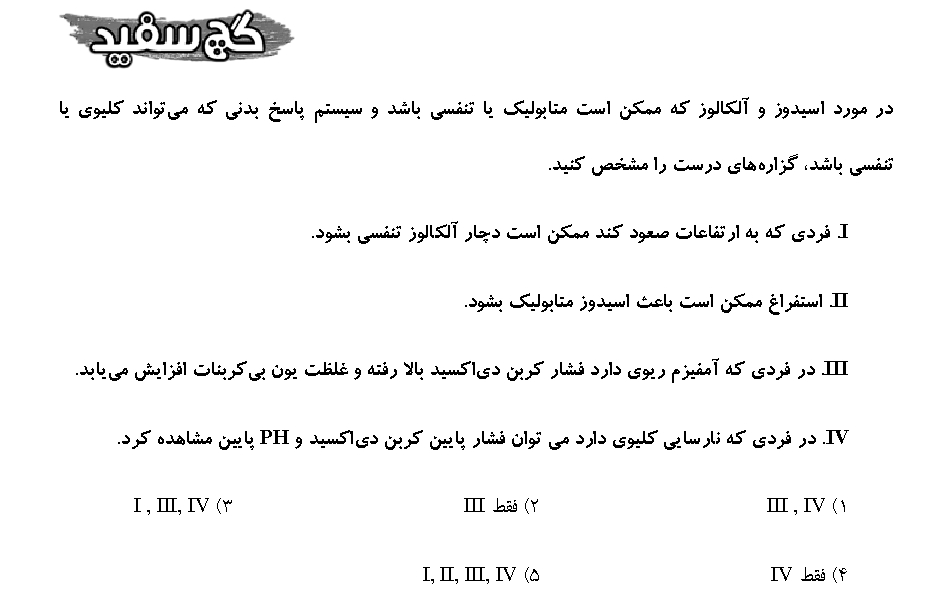 گچ سفید
در مورد اسیدوز و آلکالوز که ممکن است متابولیک یا تنفسی باشد و سیستم پاسخ بدنی که می‌تواند کلیوی یا
تنفسی باشد، گزاره‌های درست را مشخص کنید.
I. فردی که به ارتفاعات صعود کند ممکن است دچار آلکالوز تنفسی بشود.
II. استفراغ ممکن است باعث اسیدوز متابولیک بشود.
III. در فردی که آمفیزم ریوی دارد فشار کربن دی‌اکسید بالا رفته و غلظت یون بی‌کربنات افزایش می‌یابد.
IV. در فردی که نارسایی کلیوی دارد می توان فشار پایین کربن دی‌اکسید و PH پایین مشاهده کرد.
۱) III , IV ۲) فقط III ۳) I , III, IV
۴) فقط IV ۵) I, II, III, IV